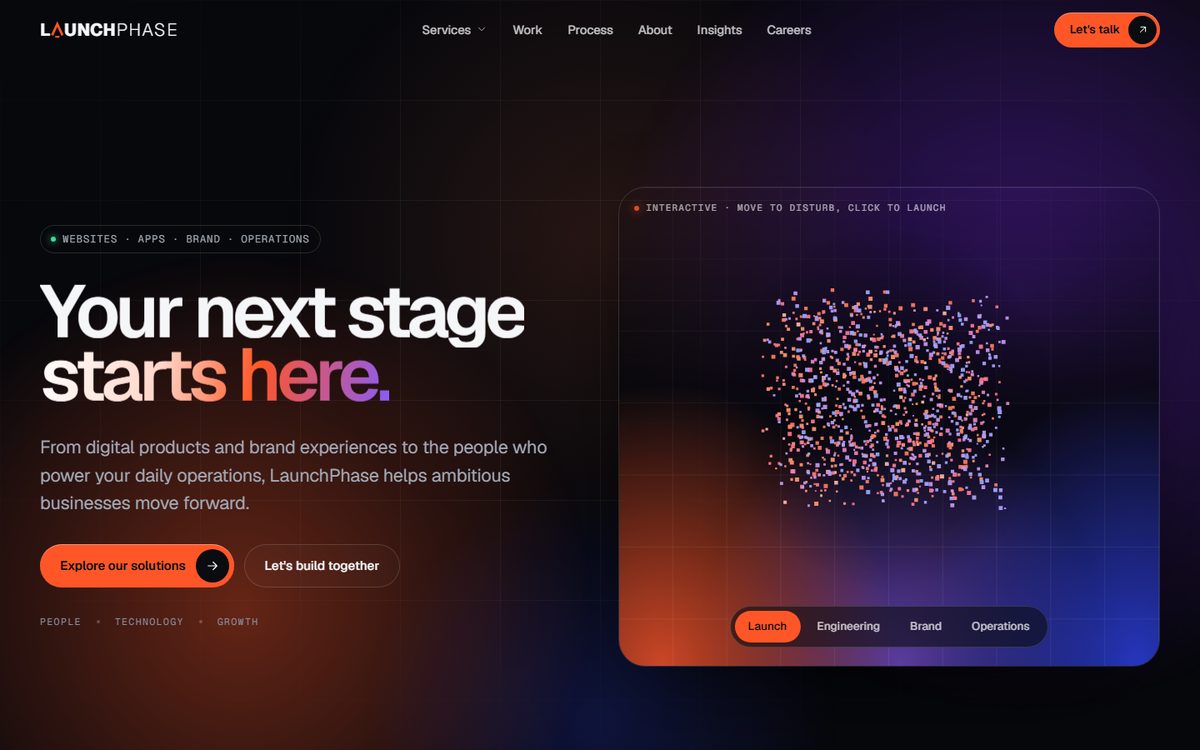 LAUNCHPHASE
Services
Work
Process
About
Insights
Careers
Let's talk
WEBSITES · APPS · BRAND · OPERATIONS
Your next stage
starts here.
From digital products and brand experiences to the people who
power your daily operations, LaunchPhase helps ambitious
businesses move forward.
Explore our solutions
Let's build together
PEOPLE • TECHNOLOGY • GROWTH
INTERACTIVE · MOVE TO DISTURB, CLICK TO LAUNCH
Launch
Engineering
Brand
Operations